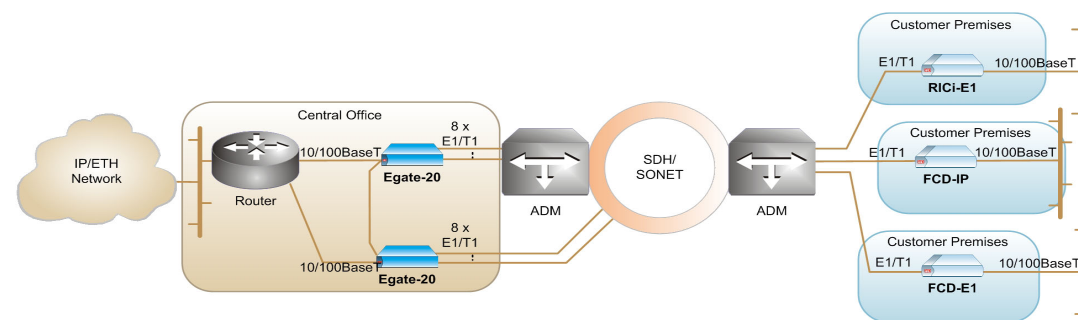 IP/ETH
Network
Central Office
Router
10/100BaseT
8 x
E1/T1
Egate-20
10/100BaseT
8 x
E1/T1
Egate-20
ADM
SDH/
SONET
ADM
Customer Premises
E1/T1
10/100BaseT
RICi-E1
Customer Premises
E1/T1
10/100BaseT
FCD-IP
Customer Premises
E1/T1
10/100BaseT
FCD-E1